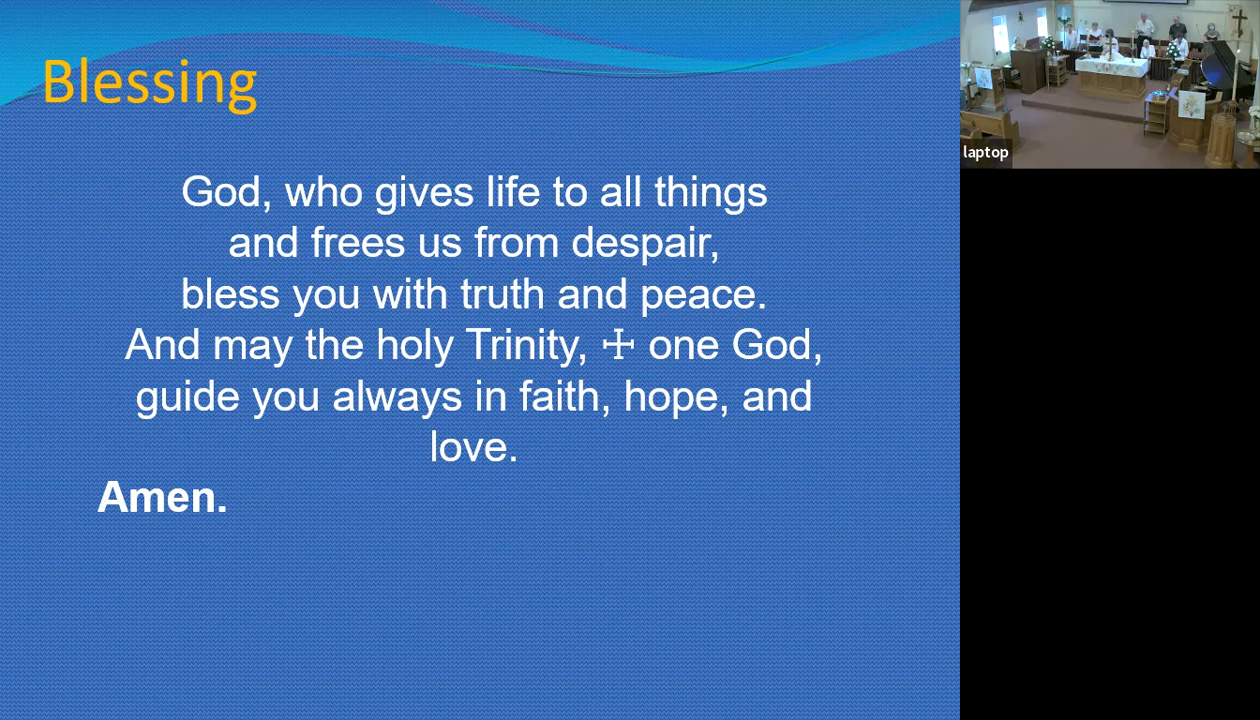 Blessing
God, who gives life to all things
and frees us from despair,
bless you with truth and peace.
And may the holy Trinity, ☩ one God,
guide you always in faith, hope, and
love.
Amen.
laptop